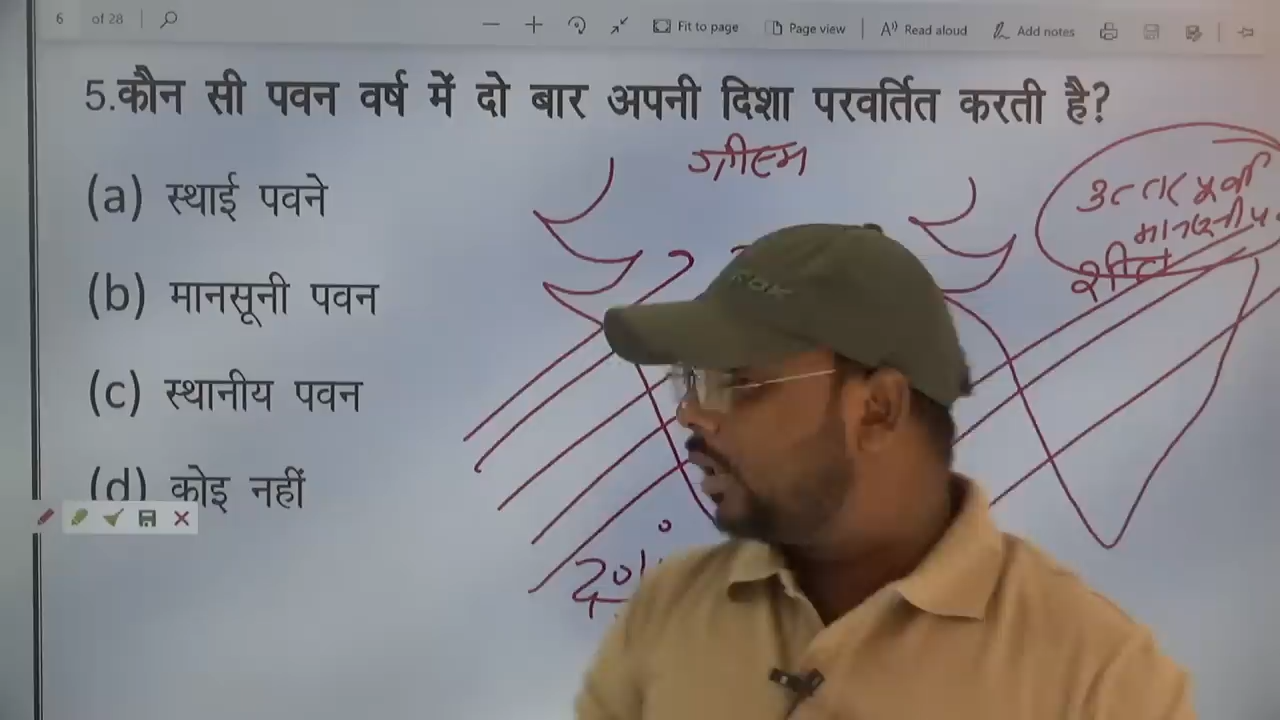 6 of 28 Fit to page Page view Read aloud Add notes
5.कौन सी पवन वर्ष में दो बार अपनी दिशा परवर्तित करती है?
ग्रीष्म
(a) स्थाई पवने
उत्तर पूर्वी
मानसूनी
शीत
(b) मानसूनी पवन
(c) स्थानीय पवन
(d) कोइ नहीं